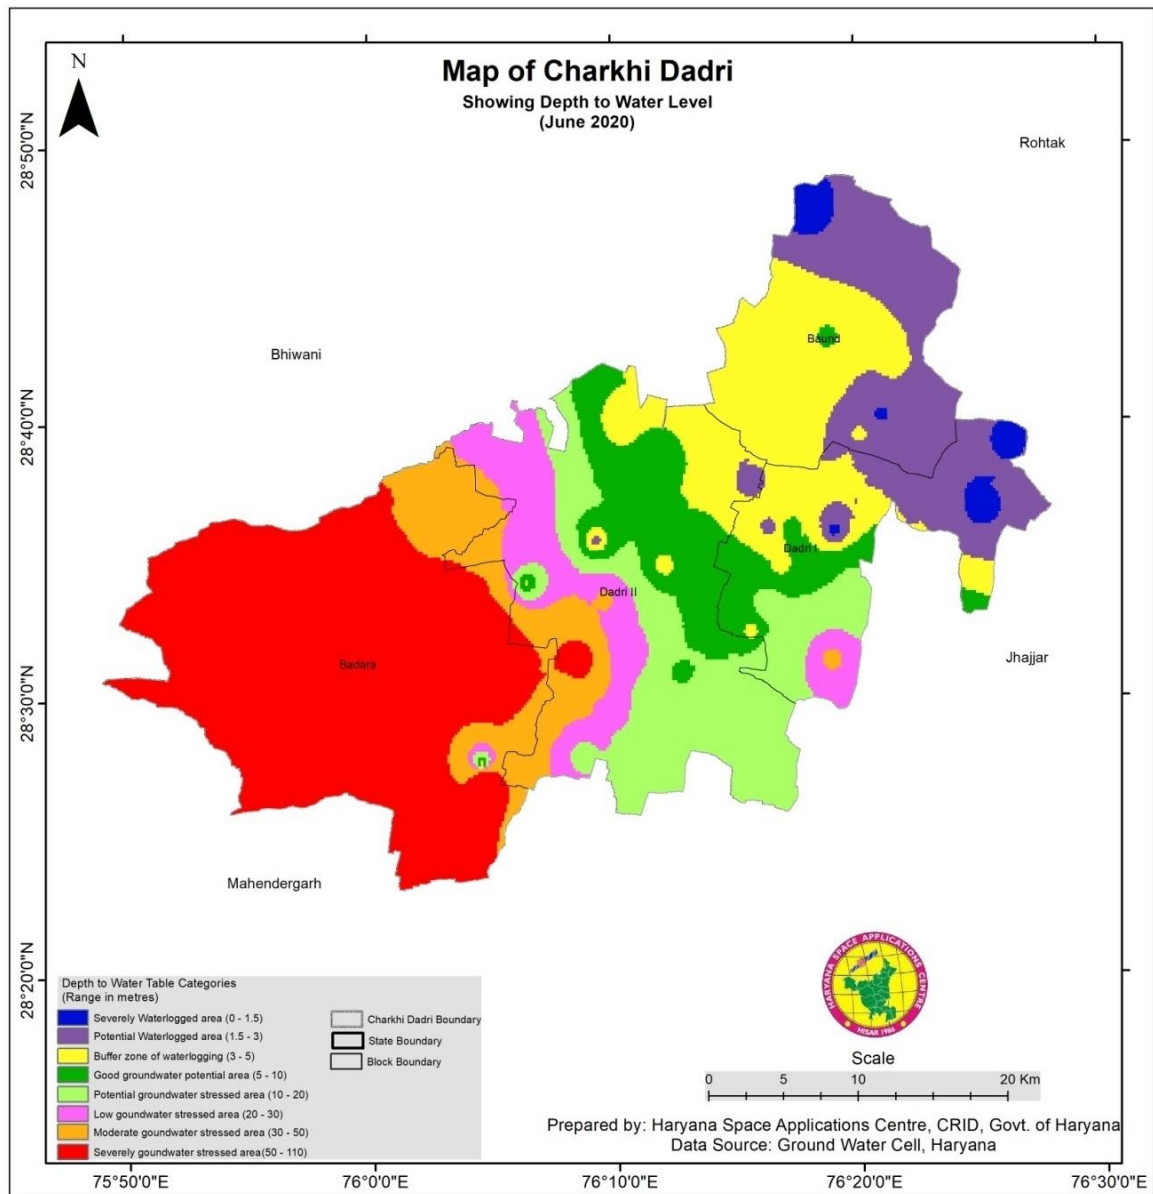 Map of Charkhi Dadri
Showing Depth to Water Level
(June 2020)
N
28°50'0"N
28°40'0"N
28°30'0"N
28°20'0"N
Rohtak
Bhiwani
Baund
Dadri I
Dadri II
Badara
Jhajjar
Mahendergarh
Depth to Water Table Categories
(Range in metres)
Severely Waterlogged area (0 - 1.5)
Potential Waterlogged area (1.5 - 3)
Buffer zone of waterlogging (3 - 5)
Good groundwater potential area (5 - 10)
Potential groundwater stressed area (10 - 20)
Low goundwater stressed area (20 - 30)
Moderate goundwater stressed area (30 - 50)
Severely goundwater stressed area(50 - 110)
Charkhi Dadri Boundary
State Boundary
Block Boundary
HARYANA SPACE APPLICATIONS CENTRE
HISAR 1986
Scale
0 5 10 20 Km
Prepared by: Haryana Space Applications Centre, CRID, Govt. of Haryana
Data Source: Ground Water Cell, Haryana
75°50'0"E 76°0'0"E 76°10'0"E 76°20'0"E 76°30'0"E